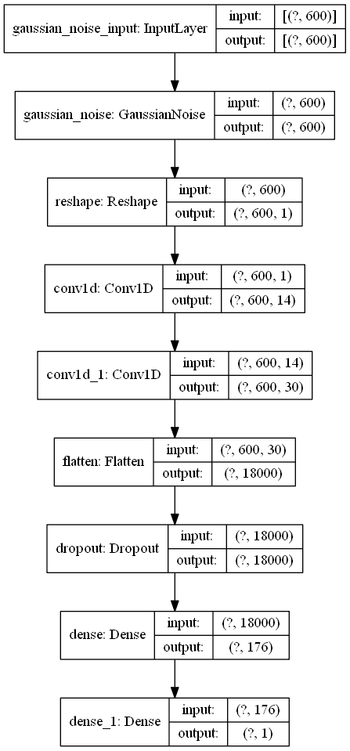 gaussian_noise_input: InputLayer input: [(?, 600)]
output: [(?, 600)]
gaussian_noise: GaussianNoise input: (?, 600)
output: (?, 600)
reshape: Reshape input: (?, 600)
output: (?, 600, 1)
conv1d: Conv1D input: (?, 600, 1)
output: (?, 600, 14)
conv1d_1: Conv1D input: (?, 600, 14)
output: (?, 600, 30)
flatten: Flatten input: (?, 600, 30)
output: (?, 18000)
dropout: Dropout input: (?, 18000)
output: (?, 18000)
dense: Dense input: (?, 18000)
output: (?, 176)
dense_1: Dense input: (?, 176)
output: (?, 1)